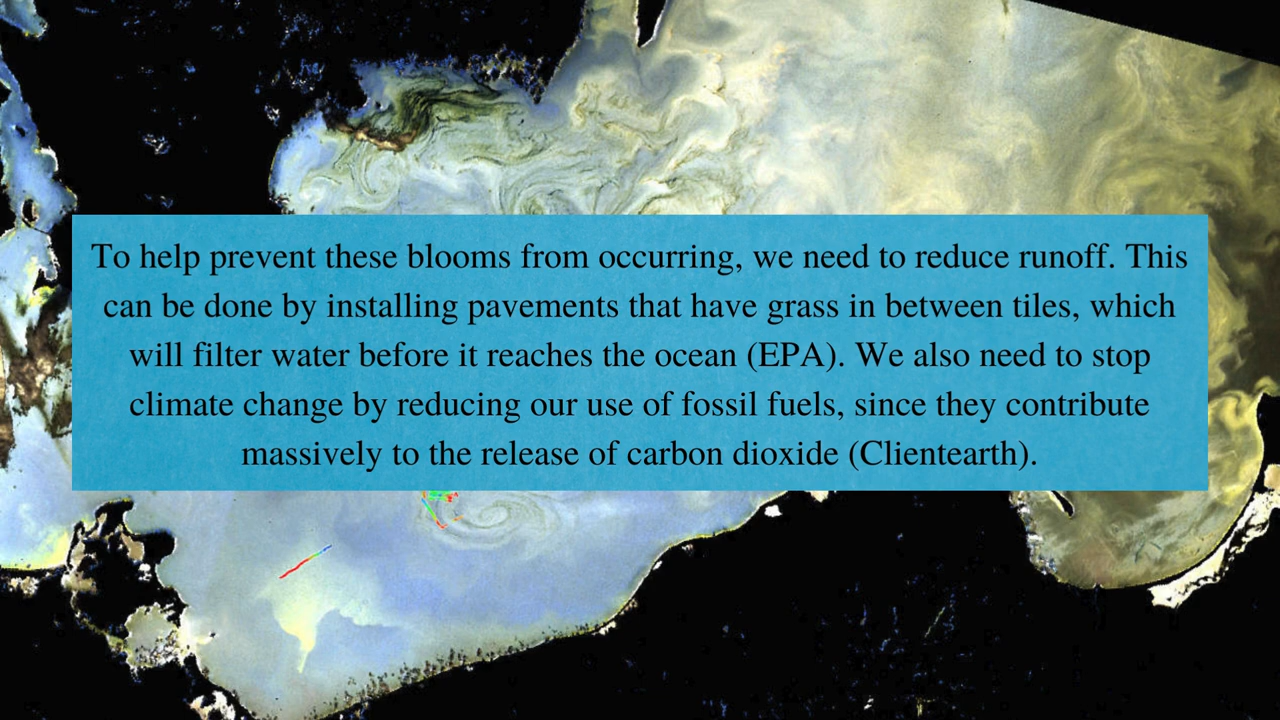 To help prevent these blooms from occurring, we need to reduce runoff. This
can be done by installing pavements that have grass in between tiles, which
will filter water before it reaches the ocean (EPA). We also need to stop
climate change by reducing our use of fossil fuels, since they contribute
massively to the release of carbon dioxide (Clientearth).